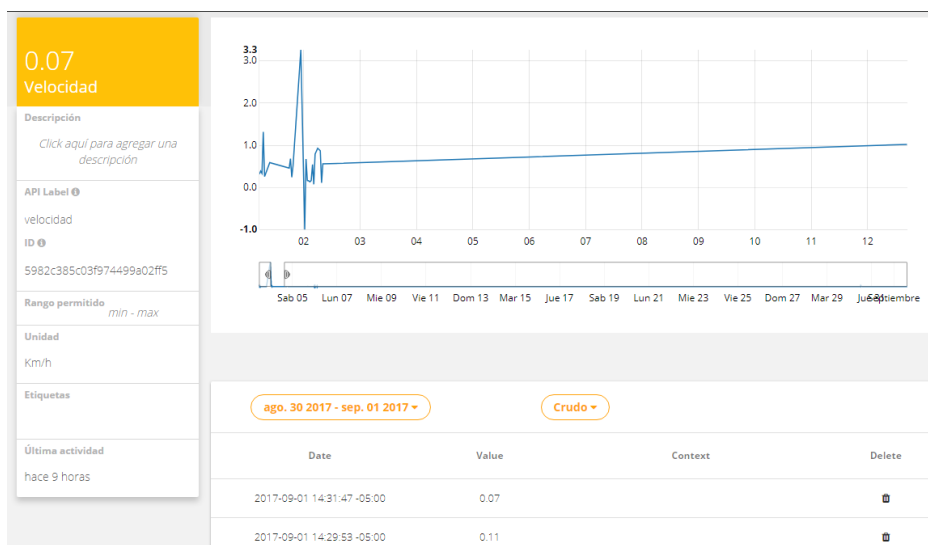 0.07
Velocidad
Descripción
Click aquí para agregar una
descripción
API Label
velocidad
ID
5982c385c03f974499a02ff5
Rango permitido
min - max
Unidad
Km/h
Etiquetas
Última actividad
hace 9 horas
3.3
3.0
2.0
1.0
0.0
-1.0
02 03 04 05 06 07 08 09 10 11 12
Sab 05 Lun 07 Mie 09 Vie 11 Dom 13 Mar 15 Jue 17 Sab 19 Lun 21 Mie 23 Vie 25 Dom 27 Mar 29 Jue 31 Septiembre
ago. 30 2017 - sep. 01 2017
Crudo
Date Value Context Delete
2017-09-01 14:31:47 -05:00 0.07
2017-09-01 14:29:53 -05:00 0.11